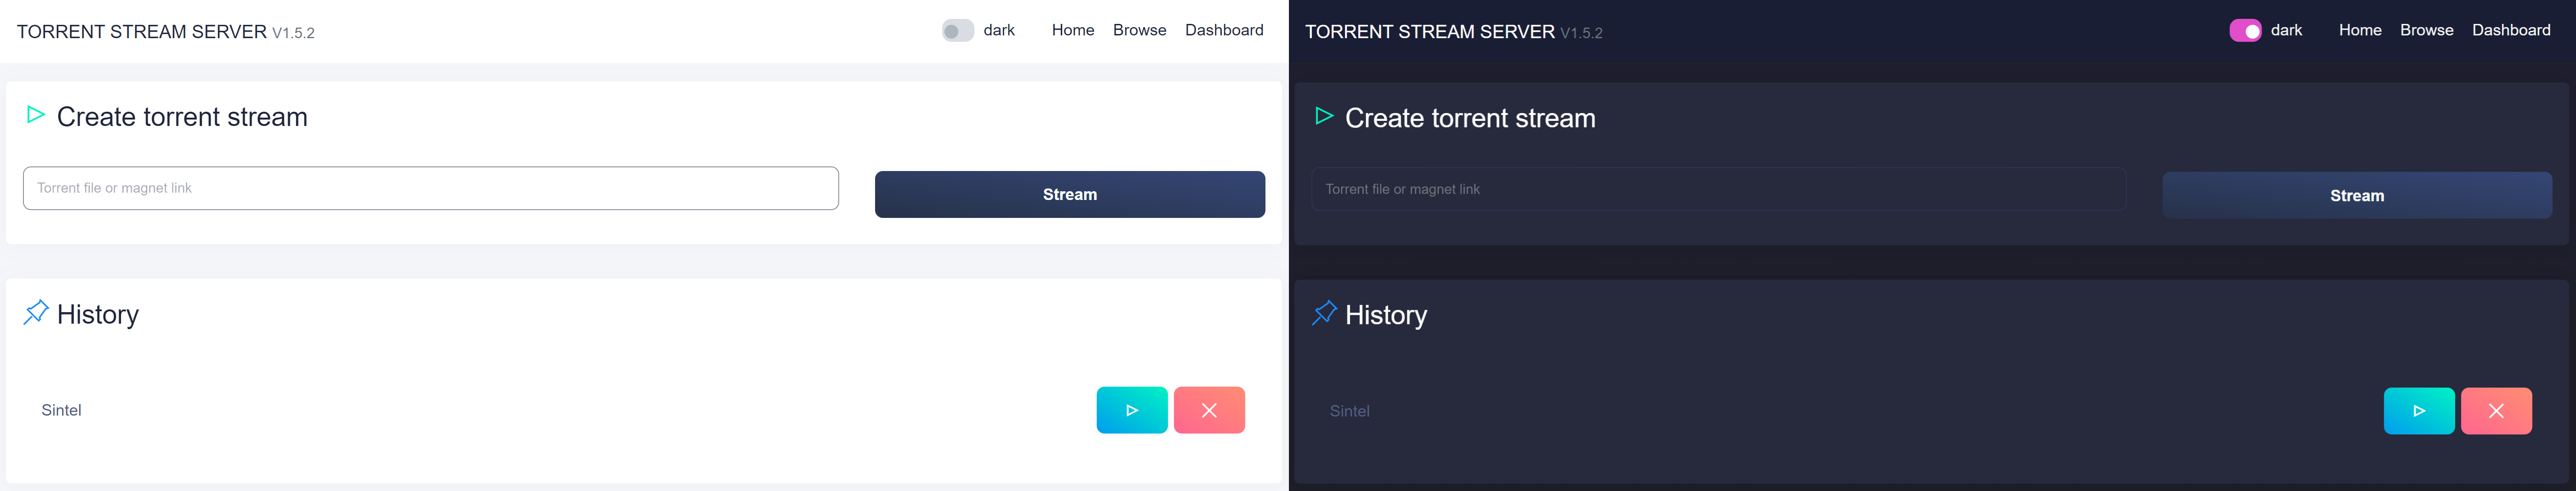 TORRENT STREAM SERVER V1.5.2
dark Home Browse Dashboard
Create torrent stream
Torrent file or magnet link
Stream
History
Sintel
TORRENT STREAM SERVER V1.5.2
dark Home Browse Dashboard
Create torrent stream
Torrent file or magnet link
Stream
History
Sintel